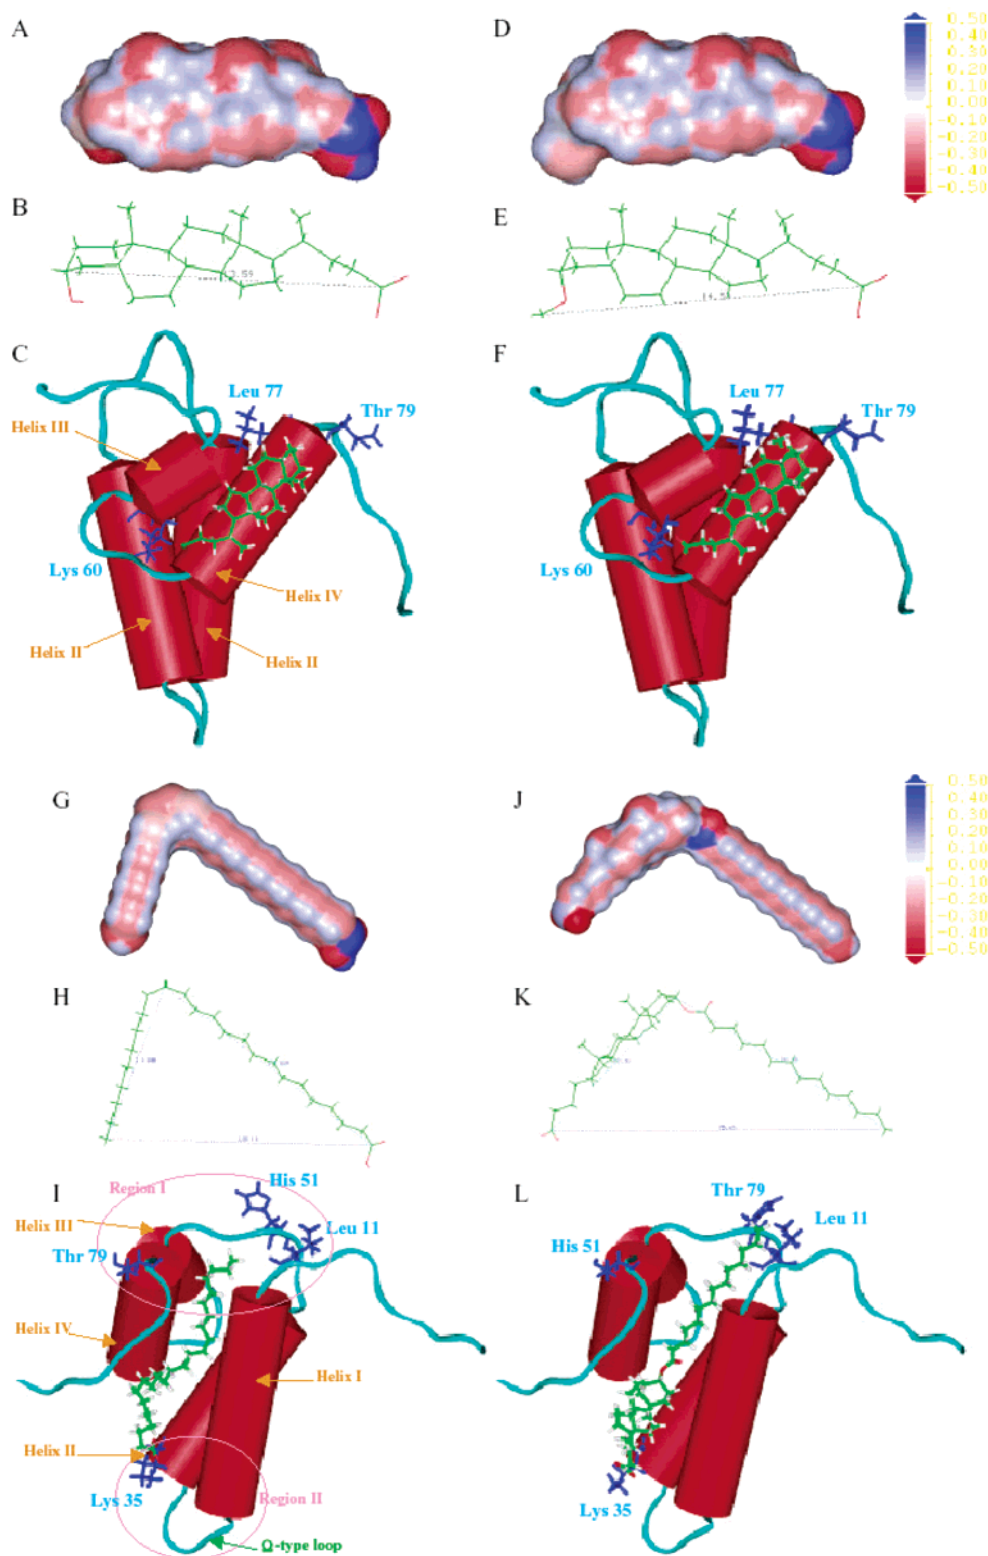 A
D
0.50
0.40
0.30
0.20
0.10
0.00
-0.10
-0.20
-0.30
-0.40
-0.50
B
E
C
Leu 77
Thr 79
Helix III
Lys 60
Helix IV
Helix II
Helix II
F
Leu 77
Thr 79
Lys 60
G
J
0.50
0.40
0.30
0.20
0.10
0.00
-0.10
-0.20
-0.30
-0.40
-0.50
H
K
I
Region I
His 51
Helix III
Leu 11
Thr 79
Helix IV
Helix I
Helix II
Lys 35
Region II
Ω-type loop
L
Thr 79
Leu 11
His 51
Lys 35